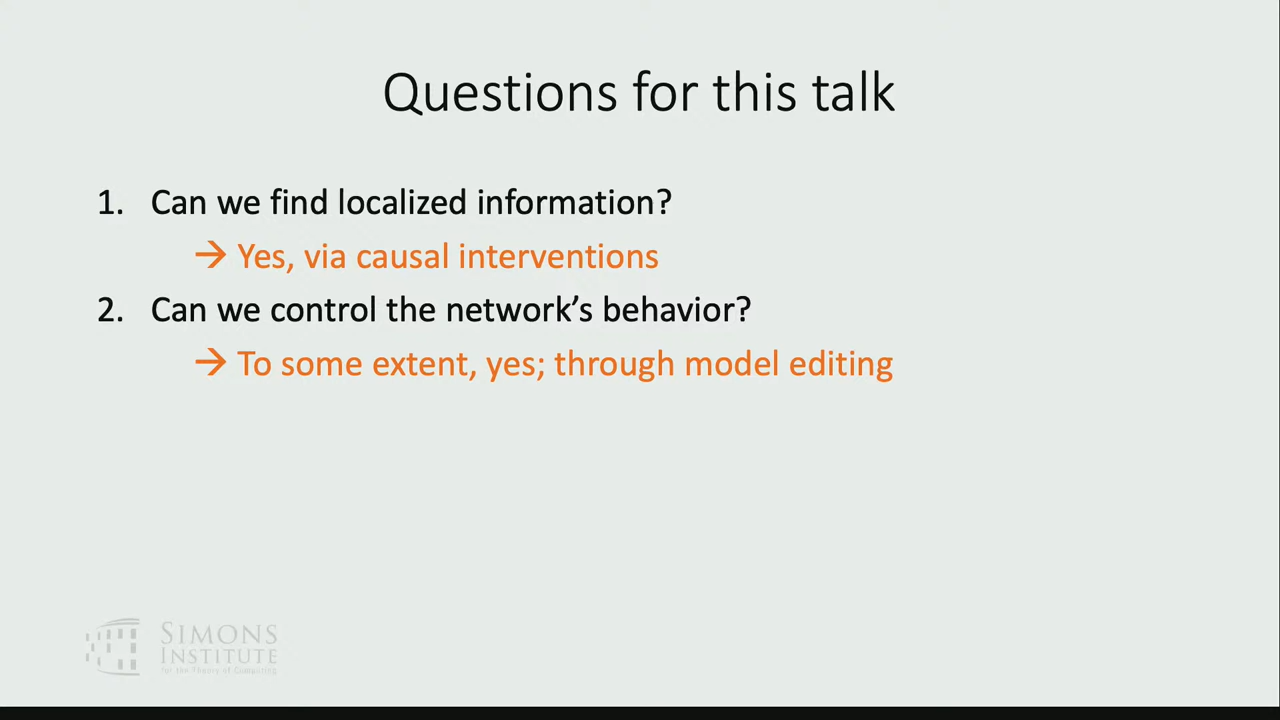 Questions for this talk
1. Can we find localized information?
→ Yes, via causal interventions
2. Can we control the network’s behavior?
→ To some extent, yes; through model editing
SIMONS
INSTITUTE
for the Theory of Computing